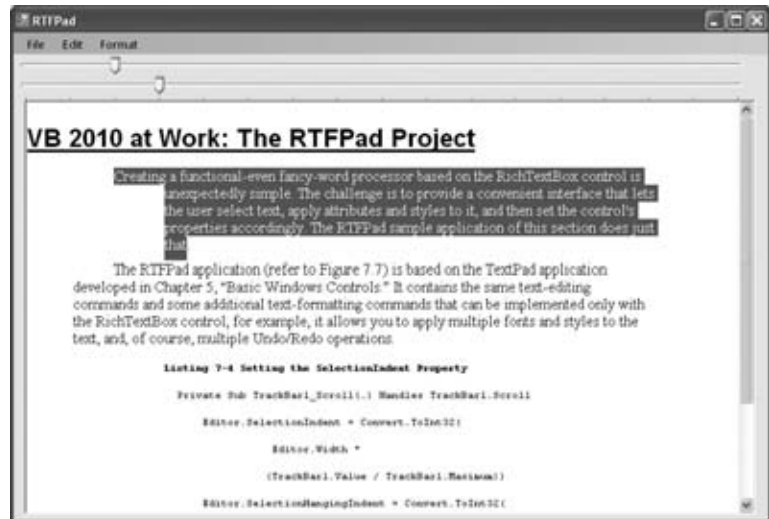 RTFPad
File Edit Format
VB 2010 at Work: The RTFPad Project
Creating a functional-even fancy-word processor based on the RichTextBox control is
unexpectedly simple. The challenge is to provide a convenient interface that lets
the user select text, apply attributes and styles to it, and then set the control's
properties accordingly. The RTFPad sample application of this section does just
that
The RTFPad application (refer to Figure 7.7) is based on the TextPad application
developed in Chapter 5, "Basic Windows Controls." It contains the same text-editing
commands and some additional text-formatting commands that can be implemented only with
the RichTextBox control, for example, it allows you to apply multiple fonts and styles to the
text, and, of course, multiple Undo/Redo operations.
Listing 7-4 Setting the SelectionIndent Property
Private Sub TrackBar1_Scroll(.) Handles TrackBar1.Scroll
Editor.SelectionIndent = Convert.ToInt32(
Editor.Width *
(TrackBar1.Value / TrackBar1.Maximum))
Editor.SelectionHangingIndent = Convert.ToInt32(